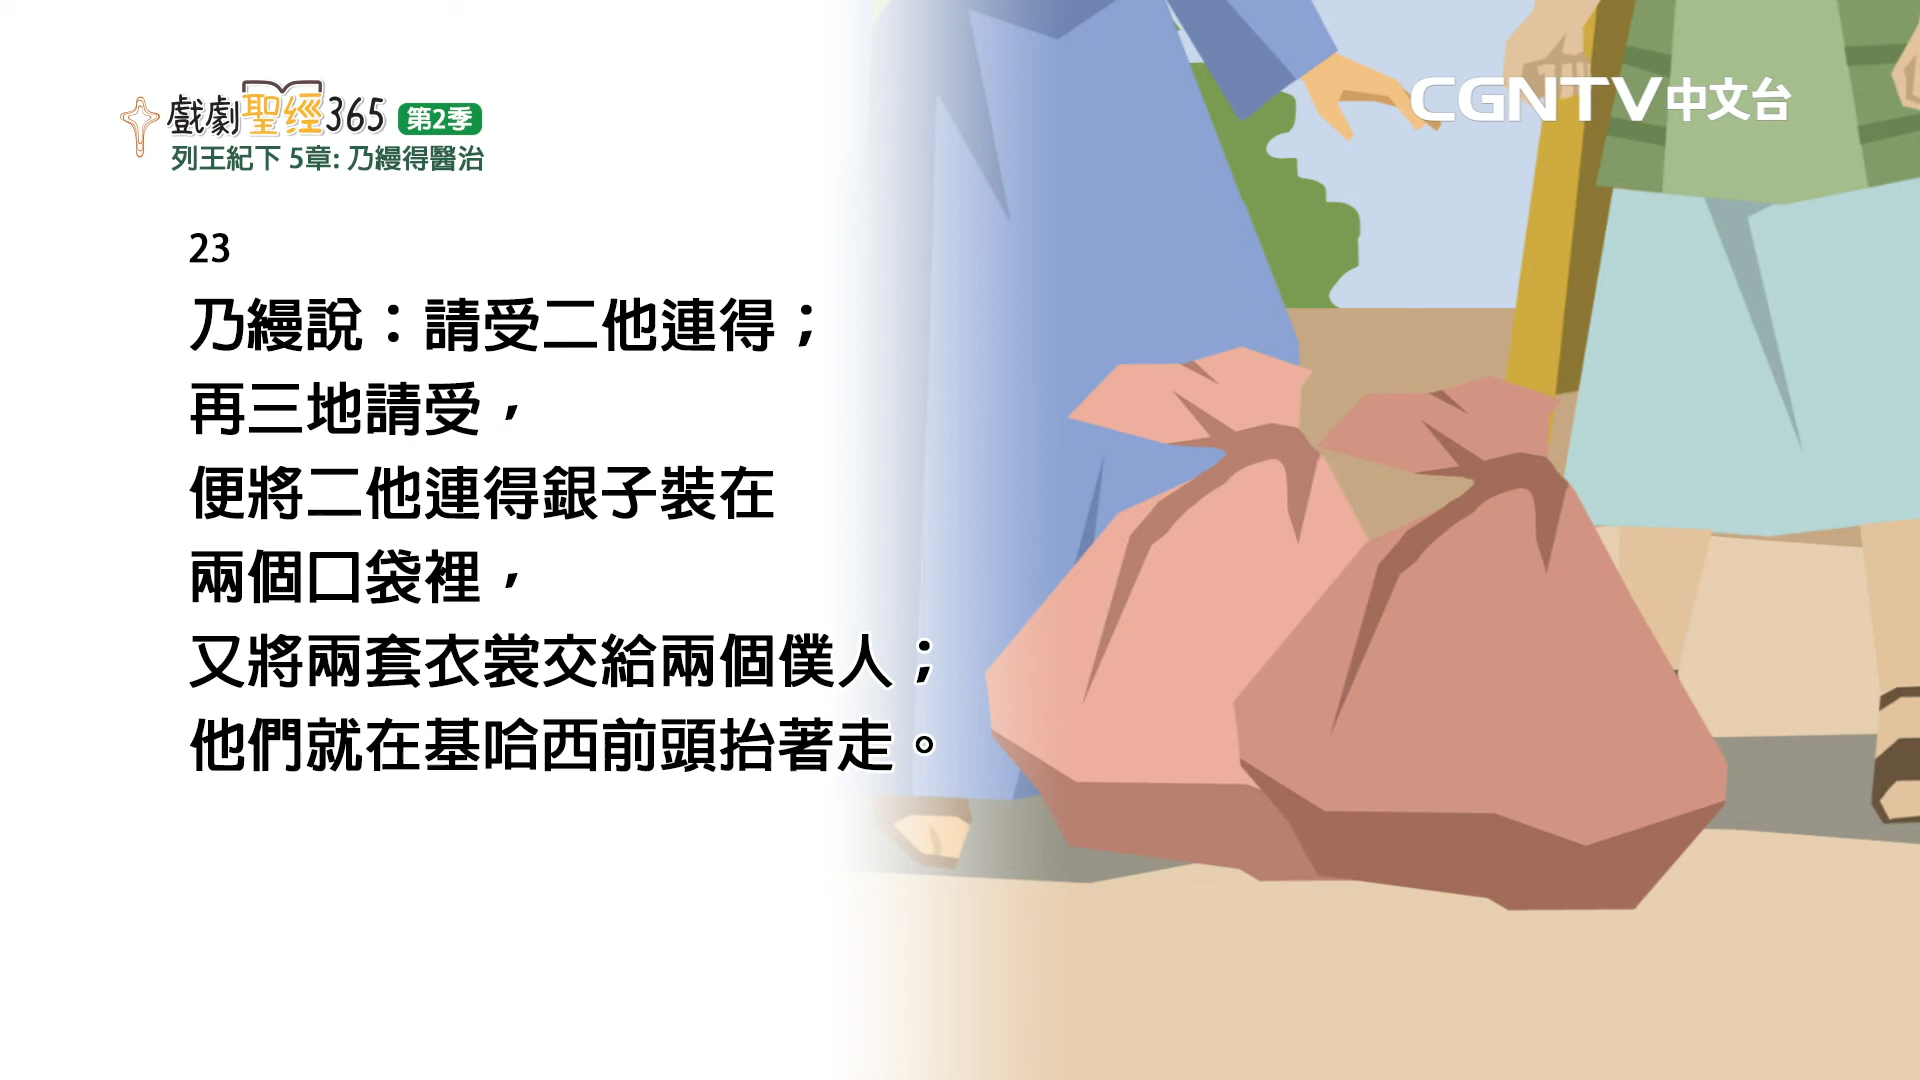 戲劇聖經365 第2季
列王紀下 5章: 乃縵得醫治
CGNTV中文台
23
乃縵說：請受二他連得；
再三地請受，
便將二他連得銀子裝在
兩個口袋裡，
又將兩套衣裳交給兩個僕人；
他們就在基哈西前頭抬著走。